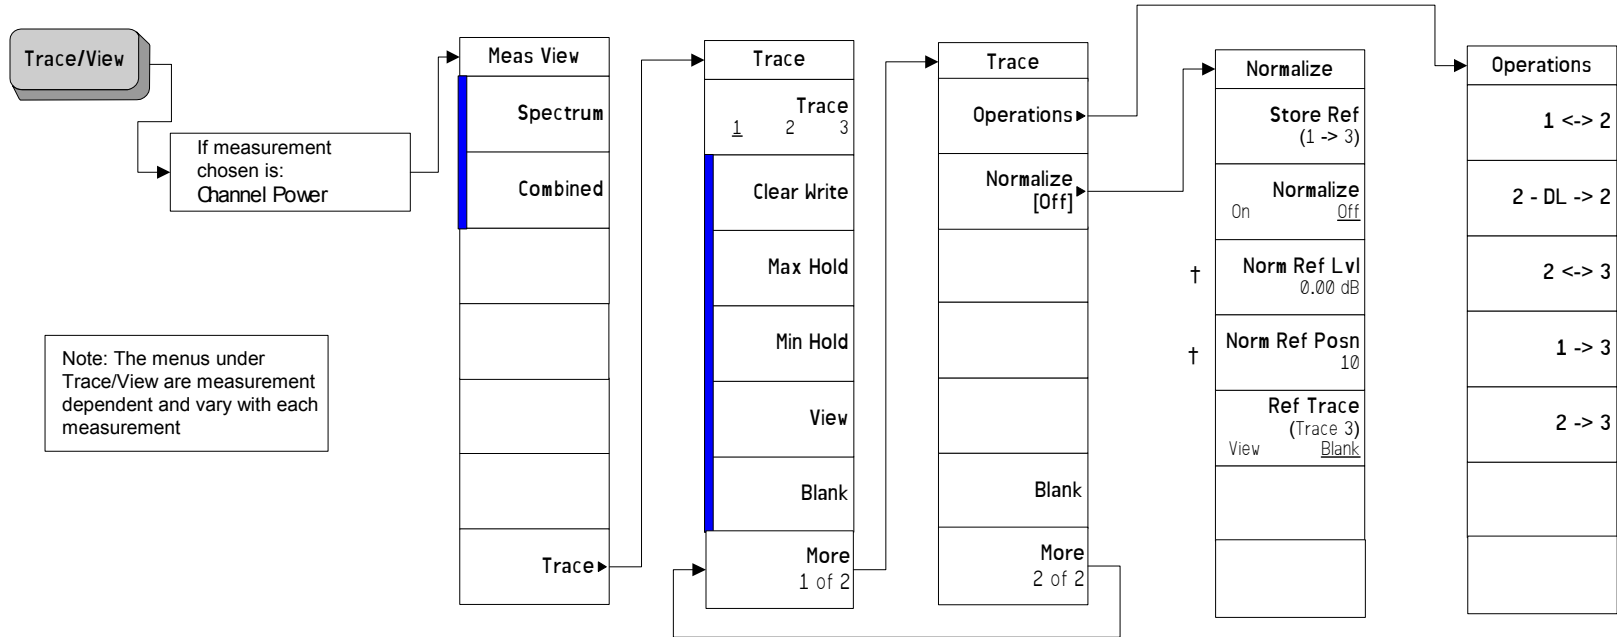 Trace/View
If measurement
chosen is:
Channel Power
Note: The menus under
Trace/View are measurement
dependent and vary with each
measurement
Meas View
Spectrum
Combined
Trace
Trace
Trace
1 2 3
Clear Write
Max Hold
Min Hold
View
Blank
More
1 of 2
Trace
Operations
Normalize
[Off]
Blank
More
2 of 2
Normalize
Store Ref
(1 -> 3)
Normalize
On Off
† Norm Ref Lvl
0.00 dB
† Norm Ref Posn
10
Ref Trace
(Trace 3)
View Blank
Operations
1 <-> 2
2 - DL -> 2
2 <-> 3
1 -> 3
2 -> 3